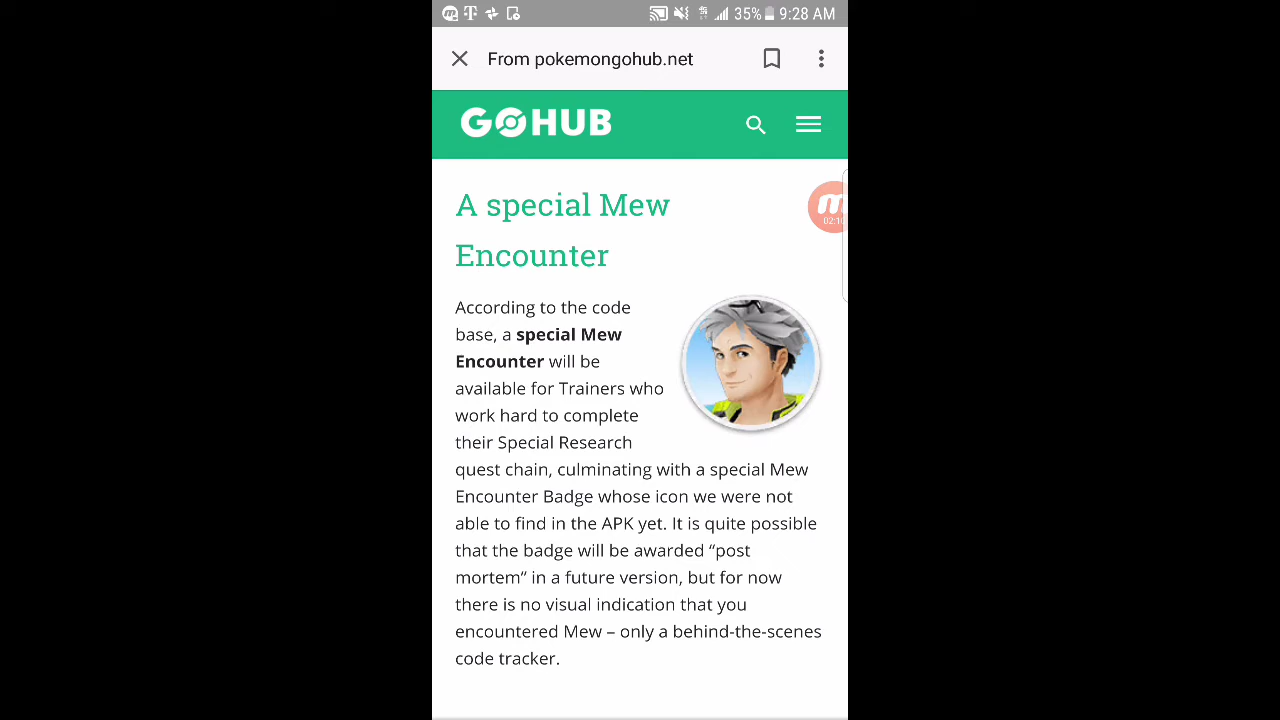 35% 9:28 AM
From pokemongohub.net
GOHUB
A special Mew
Encounter
According to the code
base, a special Mew
Encounter will be
available for Trainers who
work hard to complete
their Special Research
quest chain, culminating with a special Mew
Encounter Badge whose icon we were not
able to find in the APK yet. It is quite possible
that the badge will be awarded “post
mortem” in a future version, but for now
there is no visual indication that you
encountered Mew – only a behind-the-scenes
code tracker.